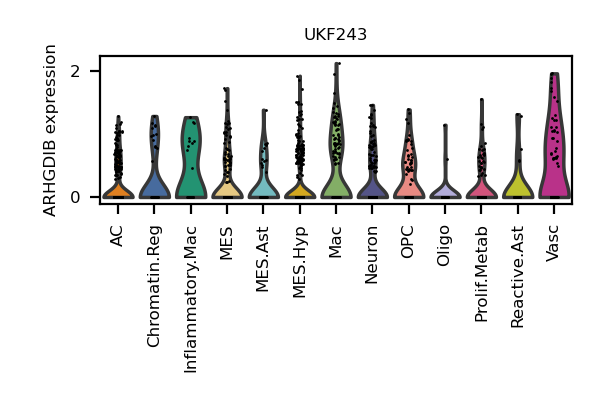 UKF243
ARHGDIB expression
2
0
AC
Chromatin.Reg
Inflammatory.Mac
MES
MES.Ast
MES.Hyp
Mac
Neuron
OPC
Oligo
Prolif.Metab
Reactive.Ast
Vasc